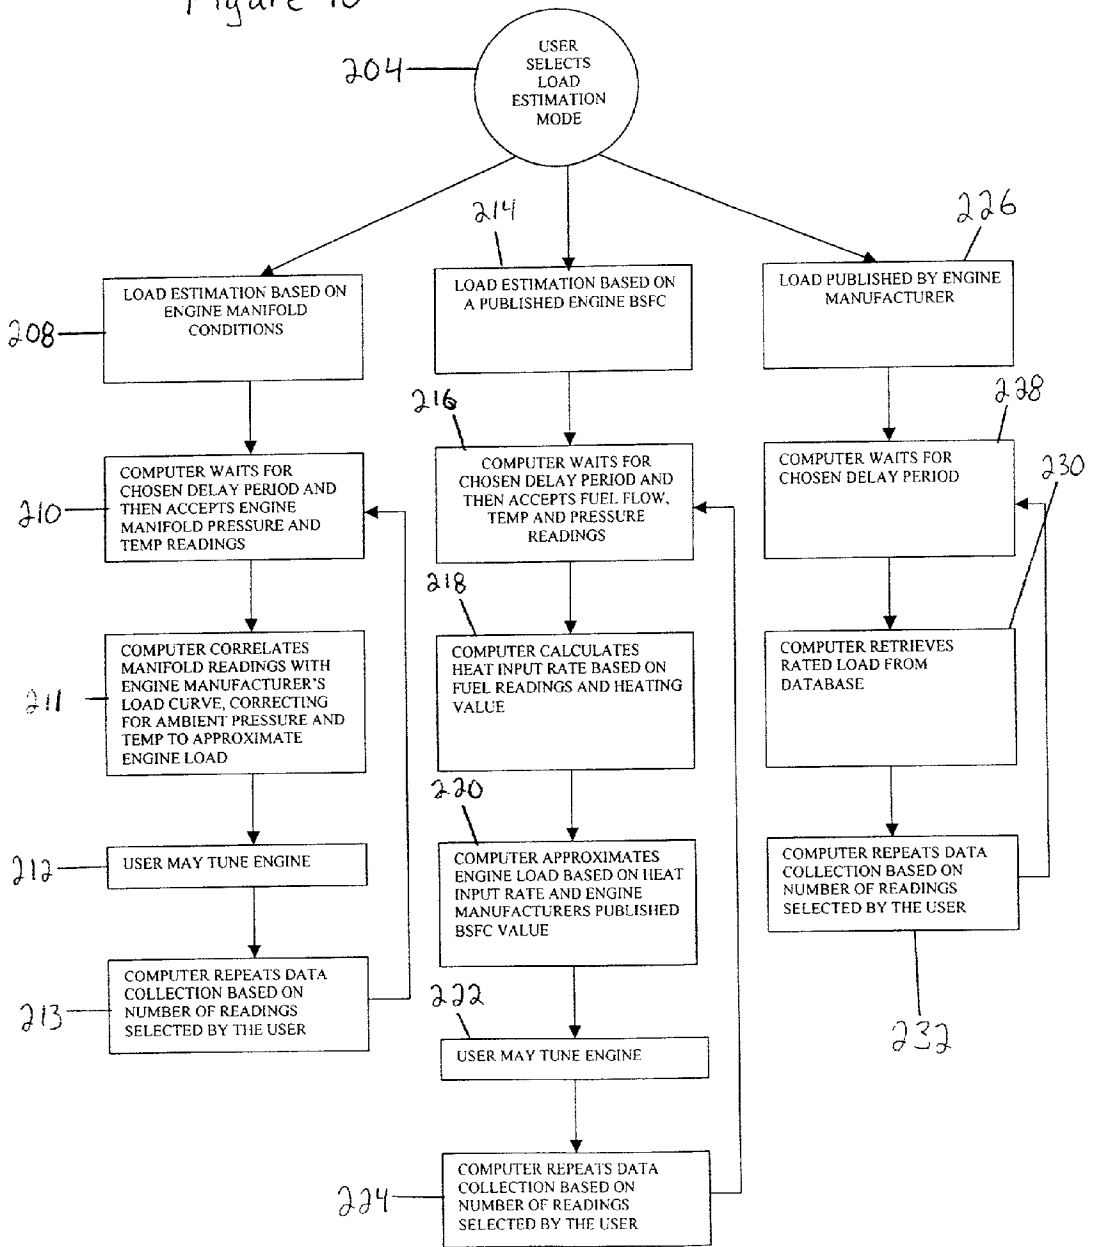 Figure 10
204
USER
SELECTS
LOAD
ESTIMATION
MODE
208
LOAD ESTIMATION BASED ON
ENGINE MANIFOLD
CONDITIONS
214
LOAD ESTIMATION BASED ON
A PUBLISHED ENGINE BSFC
226
LOAD PUBLISHED BY ENGINE
MANUFACTURER
210
COMPUTER WAITS FOR
CHOSEN DELAY PERIOD AND
THEN ACCEPTS ENGINE
MANIFOLD PRESSURE AND
TEMP READINGS
216
COMPUTER WAITS FOR
CHOSEN DELAY PERIOD AND
THEN ACCEPTS FUEL FLOW,
TEMP AND PRESSURE
READINGS
228
COMPUTER WAITS FOR
CHOSEN DELAY PERIOD
211
COMPUTER CORRELATES
MANIFOLD READINGS WITH
ENGINE MANUFACTURER'S
LOAD CURVE, CORRECTING
FOR AMBIENT PRESSURE AND
TEMP TO APPROXIMATE
ENGINE LOAD
218
COMPUTER CALCULATES
HEAT INPUT RATE BASED ON
FUEL READINGS AND HEATING
VALUE
230
COMPUTER RETRIEVES
RATED LOAD FROM
DATABASE
212
USER MAY TUNE ENGINE
220
COMPUTER APPROXIMATES
ENGINE LOAD BASED ON HEAT
INPUT RATE AND ENGINE
MANUFACTURERS PUBLISHED
BSFC VALUE
COMPUTER REPEATS DATA
COLLECTION BASED ON
NUMBER OF READINGS
SELECTED BY THE USER
232
213
COMPUTER REPEATS DATA
COLLECTION BASED ON
NUMBER OF READINGS
SELECTED BY THE USER
222
USER MAY TUNE ENGINE
224
COMPUTER REPEATS DATA
COLLECTION BASED ON
NUMBER OF READINGS
SELECTED BY THE USER